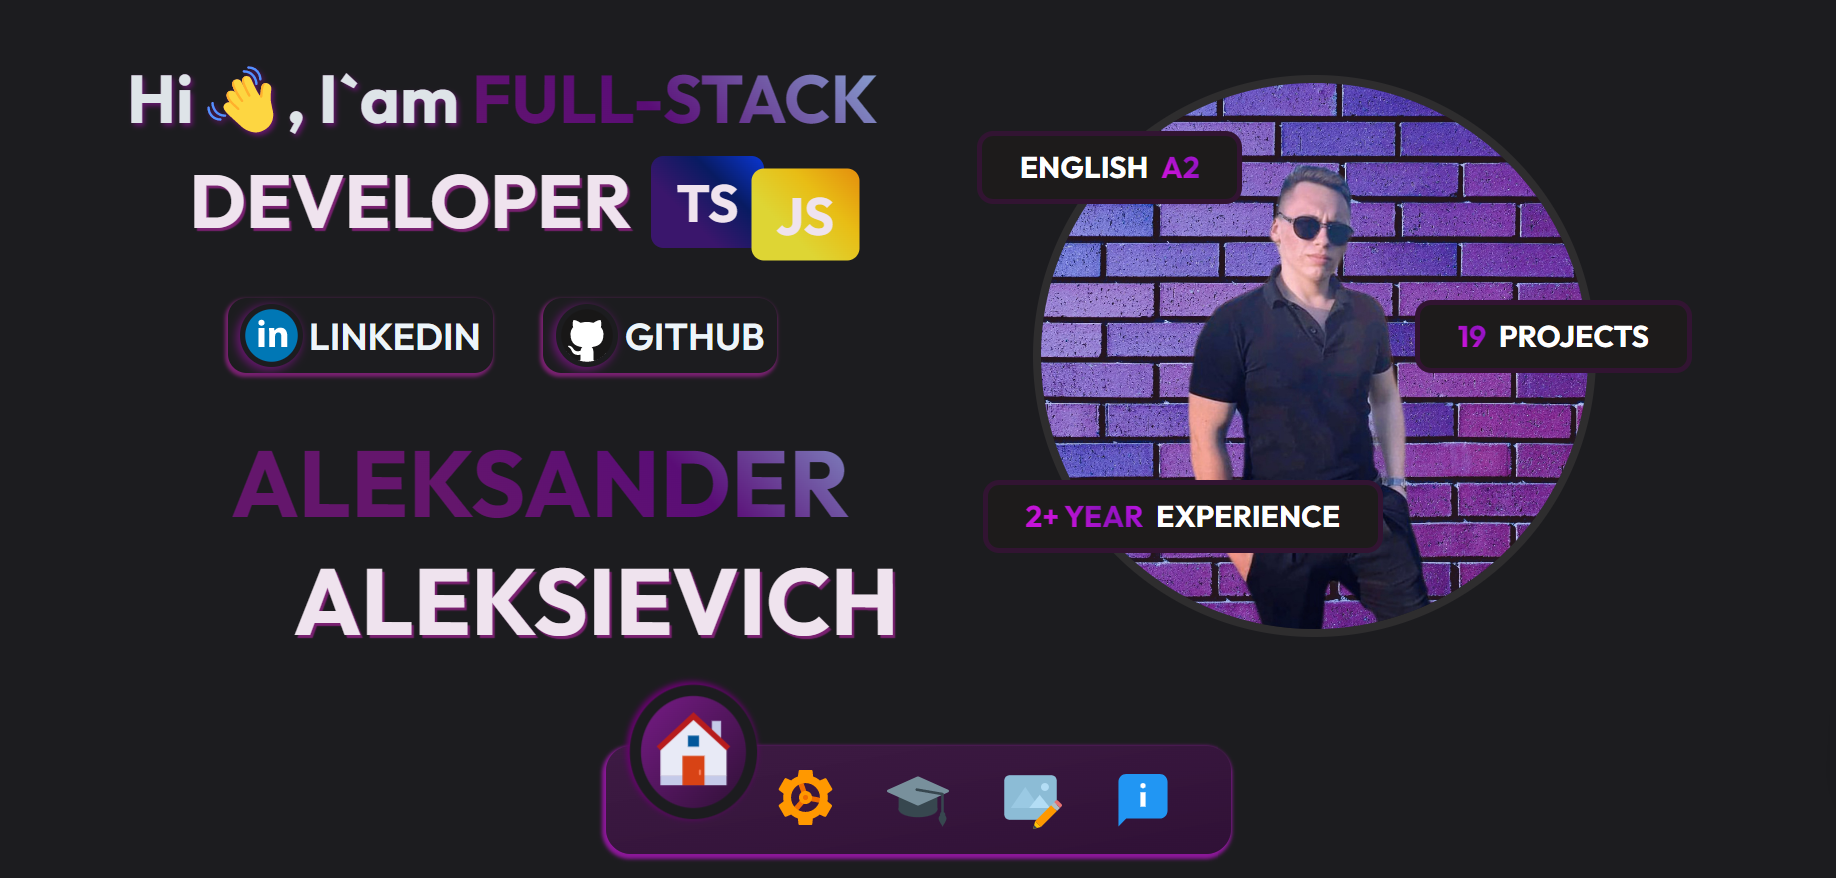 Hi 👋, I`am FULL-STACK
DEVELOPER TS JS
LINKEDIN GITHUB
ALEKSANDER
ALEKSIEVICH
ENGLISH A2
19 PROJECTS
2+ YEAR EXPERIENCE